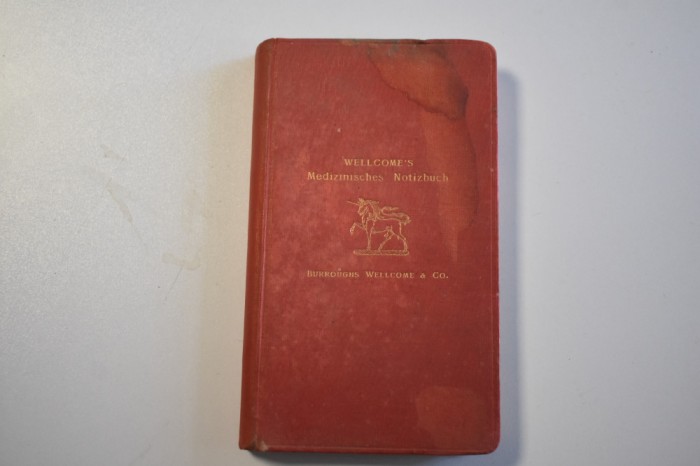 WELLCOME'S
Medizinisches Notizbuch
BURROUGHS WELLCOME & CO.